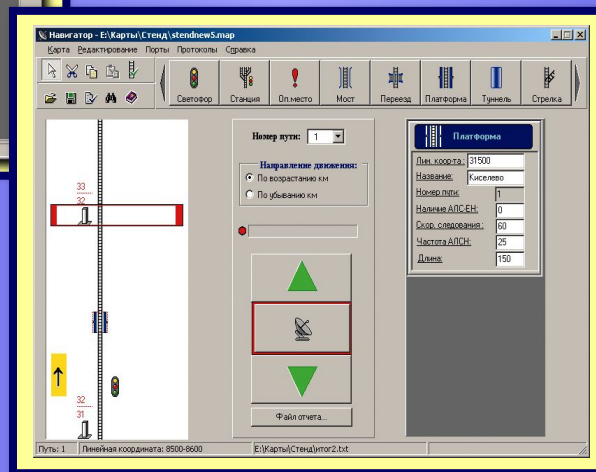 Навигатор - E:\Карты\Стенд\stendnew5.map
Карта Редактирование Порты Протоколы Справка
Светофор Станция Оп.место Мост Переезд Платформа Туннель Стрелка
Номер пути: 1
Направление движения:
По возрастанию км
По убыванию км
Файл отчета...
33
32
32
31
Платформа
Лин. коор-та: 31500
Название: Киселево
Номер пути: 1
Наличие АЛС-ЕН: 0
Скор. следования: 60
Частота АЛСН: 25
Длина: 150
Путь: 1 Линейная координата: 8500-8600 E:\Карты\Стенд\итог2.txt